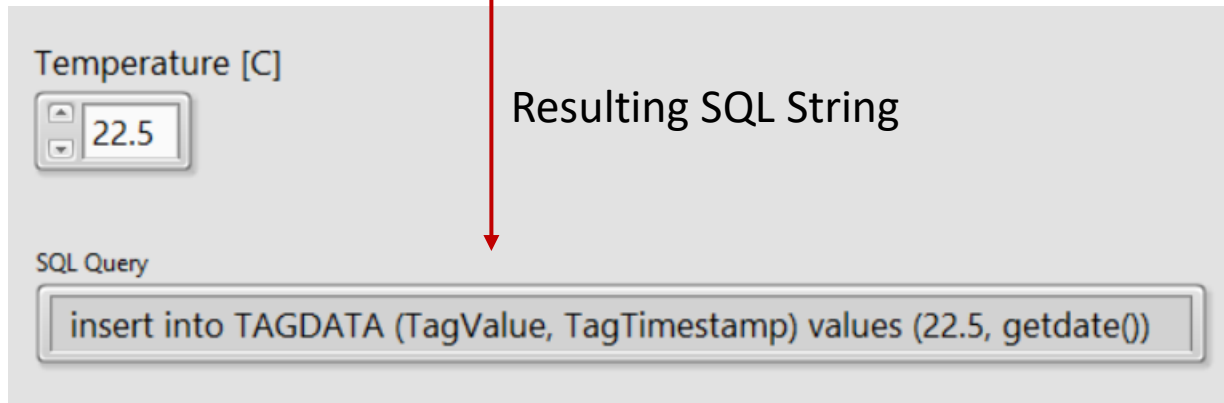 Temperature [C]
22.5
Resulting SQL String
SQL Query
insert into TAGDATA (TagValue, TagTimestamp) values (22.5, getdate())